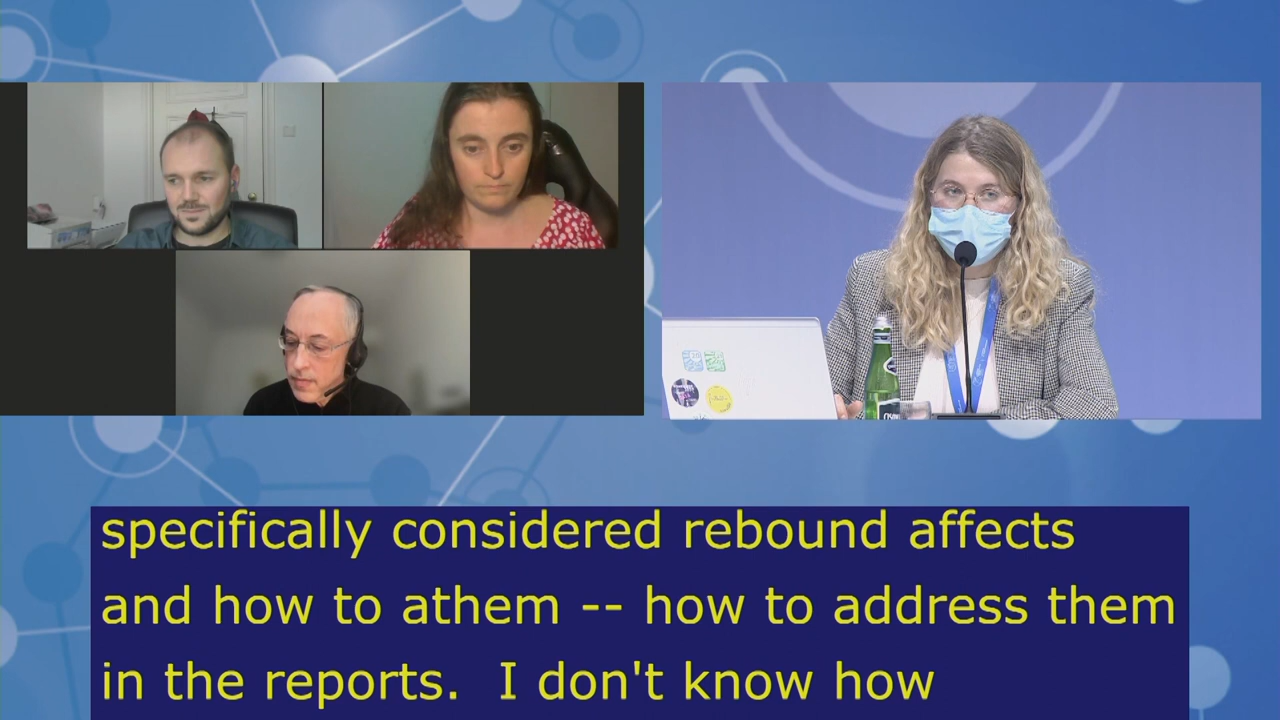 specifically considered rebound affects
and how to athem -- how to address them
in the reports.  I don't know how